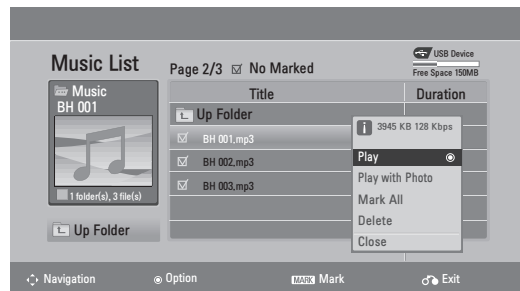 Music List
Page 2/3 No Marked
USB Device
Free Space 150MB
Music
BH 001
1 folder(s), 3 file(s)
Up Folder
Title Duration
Up Folder
BH 001,mp3
BH 002,mp3
BH 003,mp3
i 3945 KB 128 Kbps
Play
Play with Photo
Mark All
Delete
Close
Navigation Option MARK Mark Exit